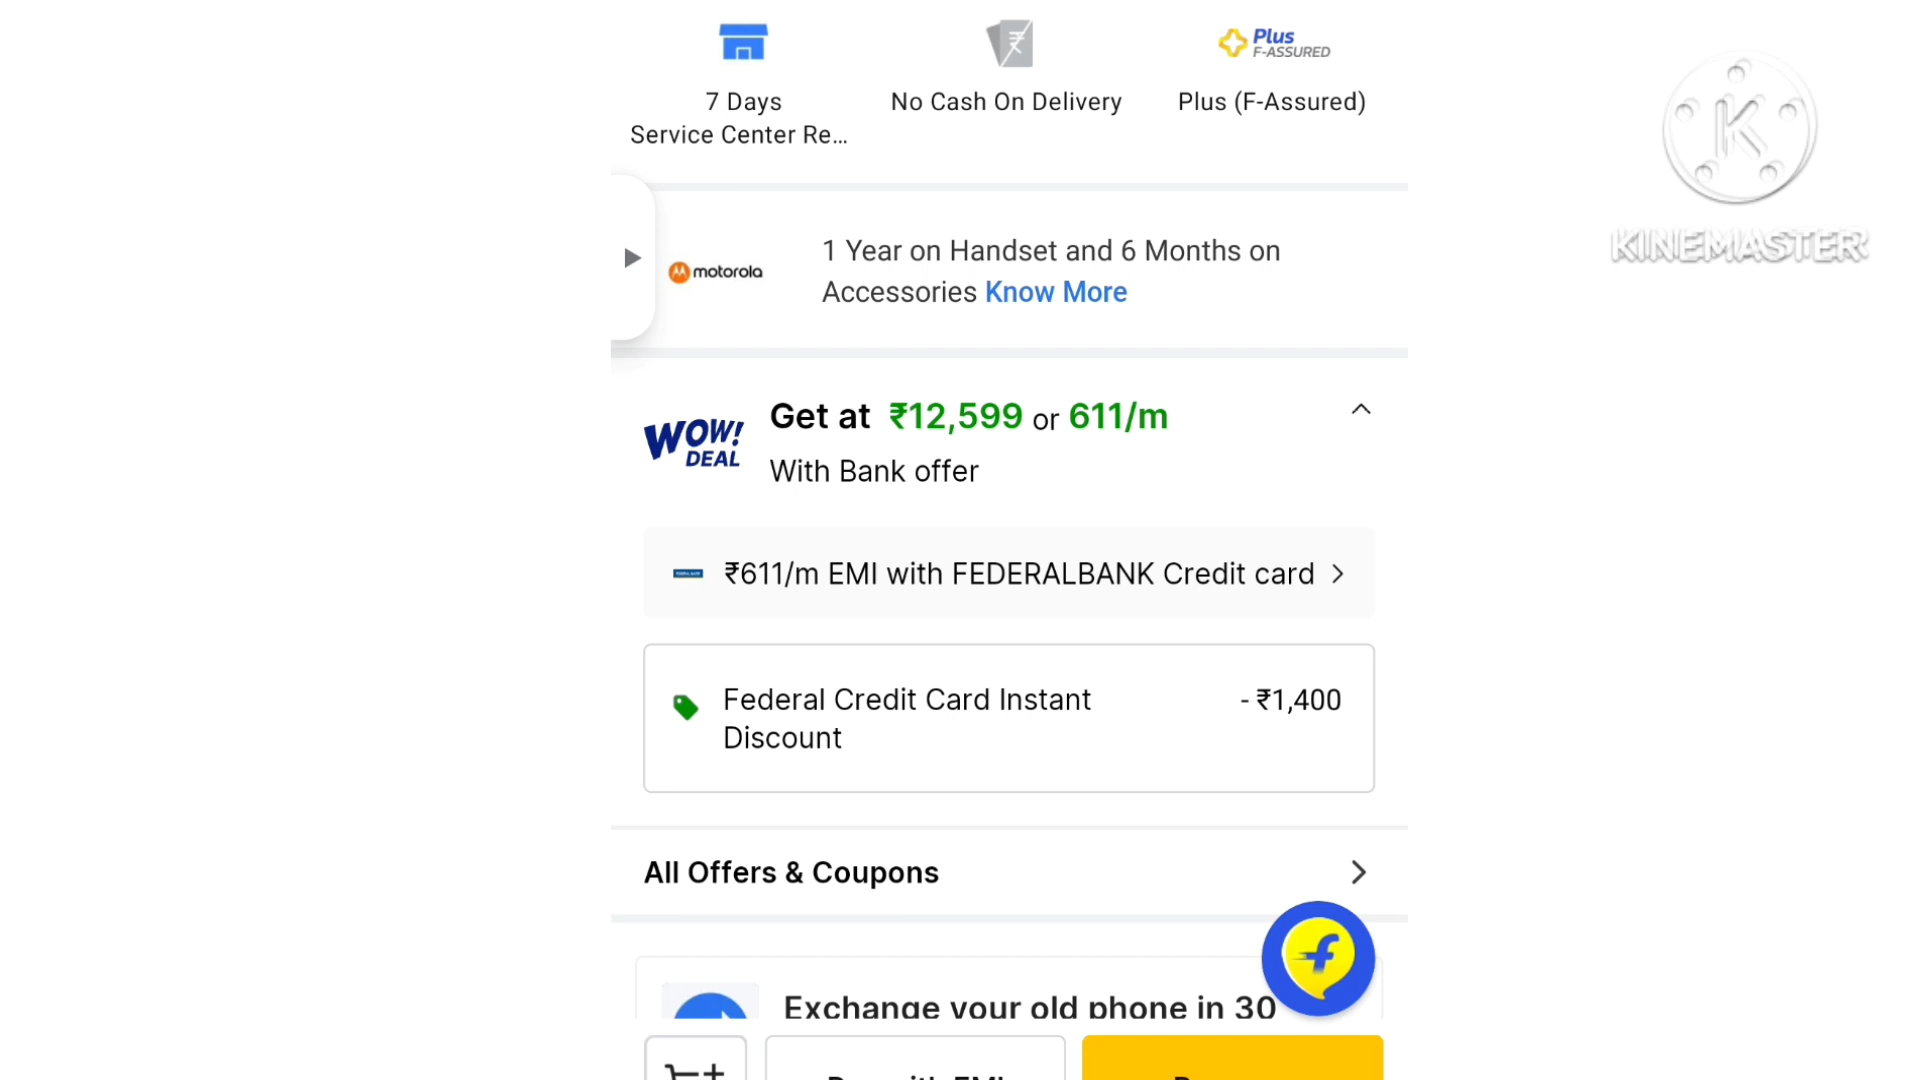 Plus
F-ASSURED
7 Days
Service Center Re...
No Cash On Delivery
Plus (F-Assured)
K
KINEMASTER
motorola
1 Year on Handset and 6 Months on
Accessories Know More
WOW!
DEAL
Get at ₹12,599 or 611/m
With Bank offer
₹611/m EMI with FEDERALBANK Credit card
Federal Credit Card Instant
Discount
- ₹1,400
All Offers & Coupons
Exchange your old phone in 30